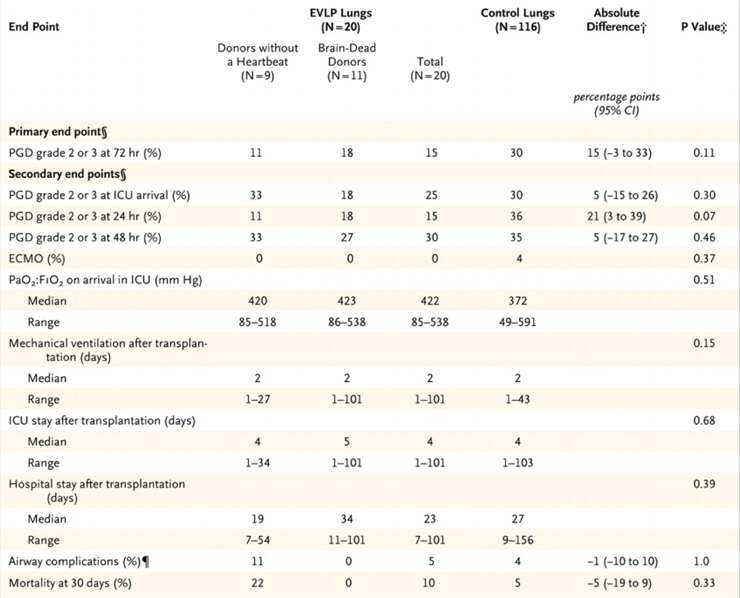 End Point EVLP Lungs (N=20) Control Lungs (N=116) Absolute Difference† P Value‡
Donors without a Heartbeat (N=9) Brain-Dead Donors (N=11) Total (N=20)
percentage points (95% CI)
Primary end point§
PGD grade 2 or 3 at 72 hr (%) 11 18 15 30 15 (–3 to 33) 0.11
Secondary end points§
PGD grade 2 or 3 at ICU arrival (%) 33 18 25 30 5 (–15 to 26) 0.30
PGD grade 2 or 3 at 24 hr (%) 11 18 15 36 21 (3 to 39) 0.07
PGD grade 2 or 3 at 48 hr (%) 33 27 30 35 5 (–17 to 27) 0.46
ECMO (%) 0 0 0 4 0.37
PaO₂:FIO₂ on arrival in ICU (mm Hg) 0.51
Median 420 423 422 372
Range 85–518 86–538 85–538 49–591
Mechanical ventilation after transplan- 0.15
tation (days)
Median 2 2 2 2
Range 1–27 1–101 1–101 1–43
ICU stay after transplantation (days) 0.68
Median 4 5 4 4
Range 1–34 1–101 1–101 1–103
Hospital stay after transplantation 0.39
(days)
Median 19 34 23 27
Range 7–54 11–101 7–101 9–156
Airway complications (%)¶ 11 0 5 4 –1 (–10 to 10) 1.0
Mortality at 30 days (%) 22 0 10 5 –5 (–19 to 9) 0.33